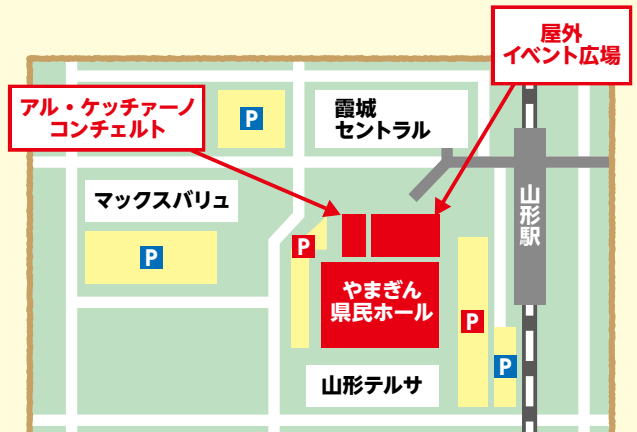 屋外
イベント広場
アル・ケッチァーノ
コンチェルト
P
霞城
セントラル
マックスバリュ
山形駅
P
P
やまぎん
県民ホール
P
P
山形テルサ